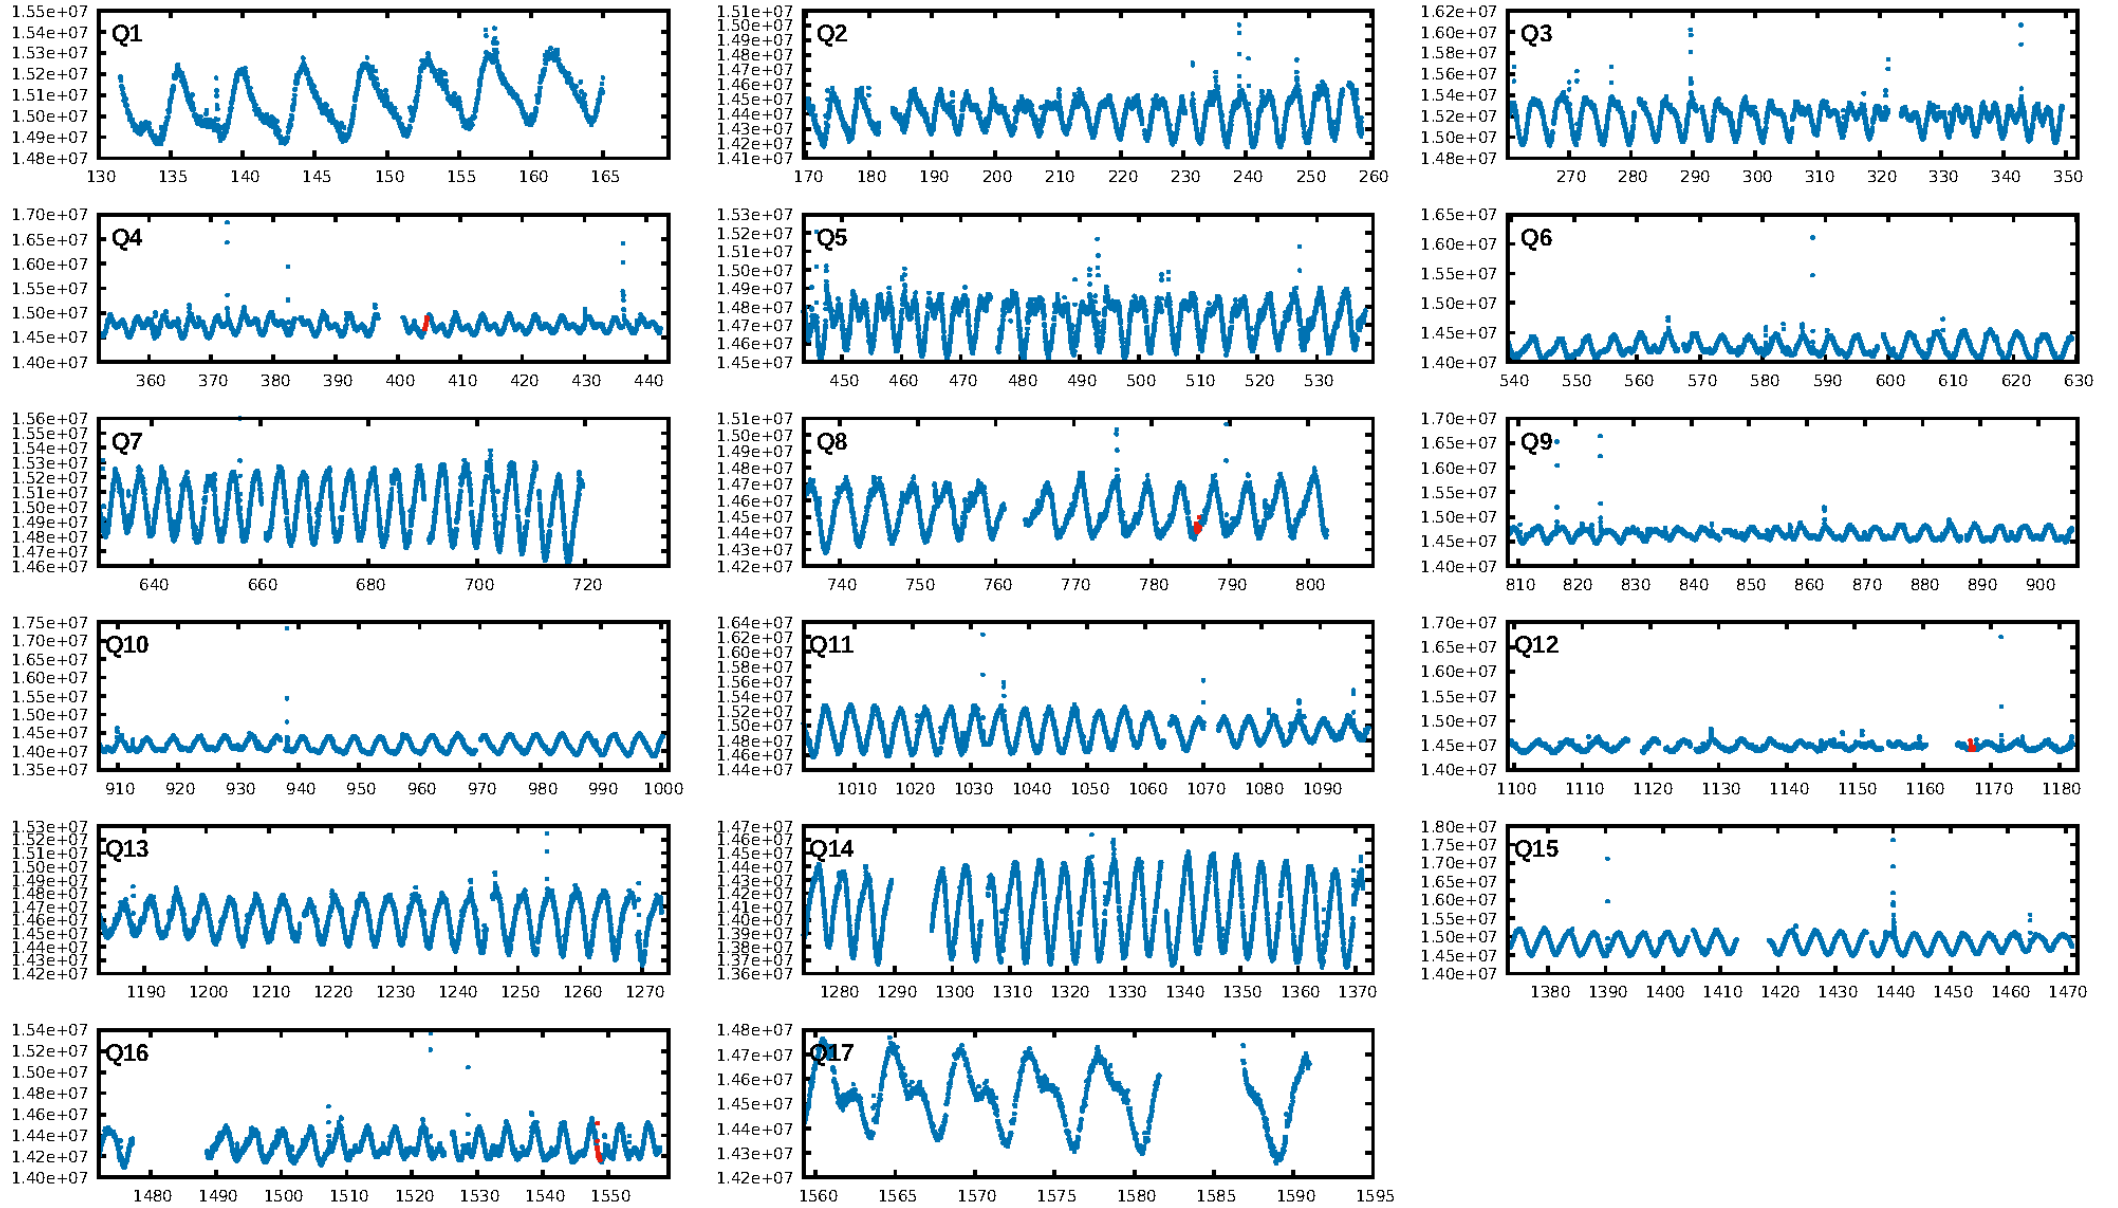 Q1
1.55e+07
1.54e+07
1.53e+07
1.52e+07
1.51e+07
1.50e+07
1.49e+07
1.48e+07
130 135 140 145 150 155 160 165
Q2
1.51e+07
1.50e+07
1.49e+07
1.48e+07
1.47e+07
1.46e+07
1.45e+07
1.44e+07
1.43e+07
1.42e+07
1.41e+07
170 180 190 200 210 220 230 240 250 260
Q3
1.62e+07
1.60e+07
1.58e+07
1.56e+07
1.54e+07
1.52e+07
1.50e+07
1.48e+07
270 280 290 300 310 320 330 340 350
Q4
1.70e+07
1.65e+07
1.60e+07
1.55e+07
1.50e+07
1.45e+07
1.40e+07
360 370 380 390 400 410 420 430 440
Q5
1.53e+07
1.52e+07
1.51e+07
1.50e+07
1.49e+07
1.48e+07
1.47e+07
1.46e+07
1.45e+07
450 460 470 480 490 500 510 520 530
Q6
1.65e+07
1.60e+07
1.55e+07
1.50e+07
1.45e+07
1.40e+07
540 550 560 570 580 590 600 610 620 630
Q7
1.56e+07
1.55e+07
1.54e+07
1.53e+07
1.52e+07
1.51e+07
1.50e+07
1.49e+07
1.48e+07
1.47e+07
1.46e+07
640 660 680 700 720
Q8
1.51e+07
1.50e+07
1.49e+07
1.48e+07
1.47e+07
1.46e+07
1.45e+07
1.44e+07
1.43e+07
1.42e+07
740 750 760 770 780 790 800
Q9
1.70e+07
1.65e+07
1.60e+07
1.55e+07
1.50e+07
1.45e+07
1.40e+07
810 820 830 840 850 860 870 880 890 900
Q10
1.75e+07
1.70e+07
1.65e+07
1.60e+07
1.55e+07
1.50e+07
1.45e+07
1.40e+07
1.35e+07
910 920 930 940 950 960 970 980 990 1000
Q11
1.64e+07
1.62e+07
1.60e+07
1.58e+07
1.56e+07
1.54e+07
1.52e+07
1.50e+07
1.48e+07
1.46e+07
1.44e+07
1010 1020 1030 1040 1050 1060 1070 1080 1090
Q12
1.70e+07
1.65e+07
1.60e+07
1.55e+07
1.50e+07
1.45e+07
1.40e+07
1100 1110 1120 1130 1140 1150 1160 1170 1180
Q13
1.53e+07
1.52e+07
1.51e+07
1.50e+07
1.49e+07
1.48e+07
1.47e+07
1.46e+07
1.45e+07
1.44e+07
1.43e+07
1.42e+07
1190 1200 1210 1220 1230 1240 1250 1260 1270
Q14
1.47e+07
1.46e+07
1.45e+07
1.44e+07
1.43e+07
1.42e+07
1.41e+07
1.40e+07
1.39e+07
1.38e+07
1.37e+07
1.36e+07
1280 1290 1300 1310 1320 1330 1340 1350 1360 1370
Q15
1.80e+07
1.75e+07
1.70e+07
1.65e+07
1.60e+07
1.55e+07
1.50e+07
1.45e+07
1.40e+07
1380 1390 1400 1410 1420 1430 1440 1450 1460 1470
Q16
1.54e+07
1.52e+07
1.50e+07
1.48e+07
1.46e+07
1.44e+07
1.42e+07
1.40e+07
1480 1490 1500 1510 1520 1530 1540 1550
Q17
1.48e+07
1.47e+07
1.46e+07
1.45e+07
1.44e+07
1.43e+07
1.42e+07
1560 1565 1570 1575 1580 1585 1590 1595